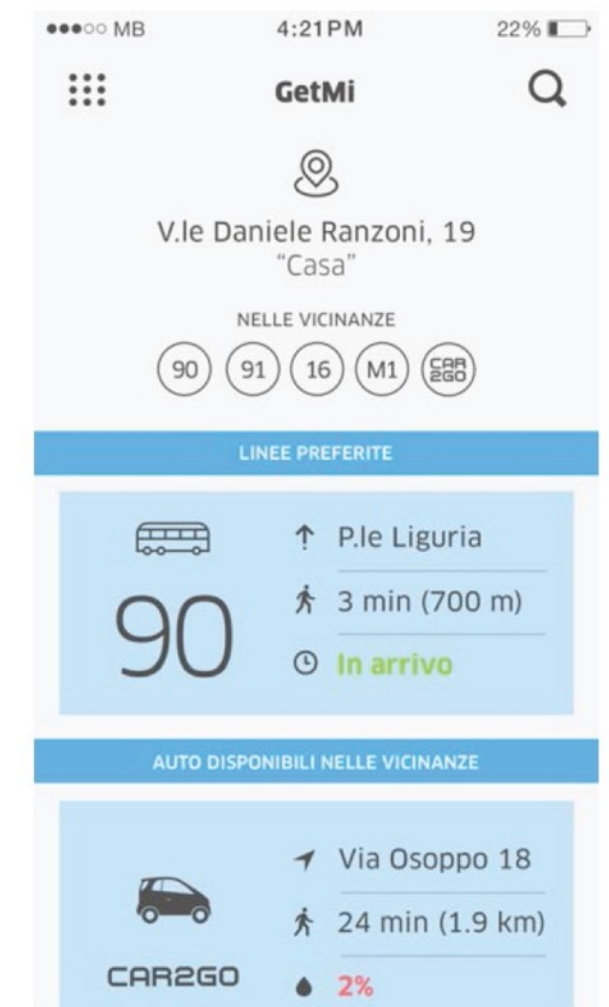 MB 4:21 PM 22%
GetMi
V.le Daniele Ranzoni, 19
“Casa”
NELLE VICINANZE
90 91 16 M1 CAR2GO
LINEE PREFERITE
90
P.le Liguria
3 min (700 m)
In arrivo
AUTO DISPONIBILI NELLE VICINANZE
CAR2GO
Via Osoppo 18
24 min (1.9 km)
2%